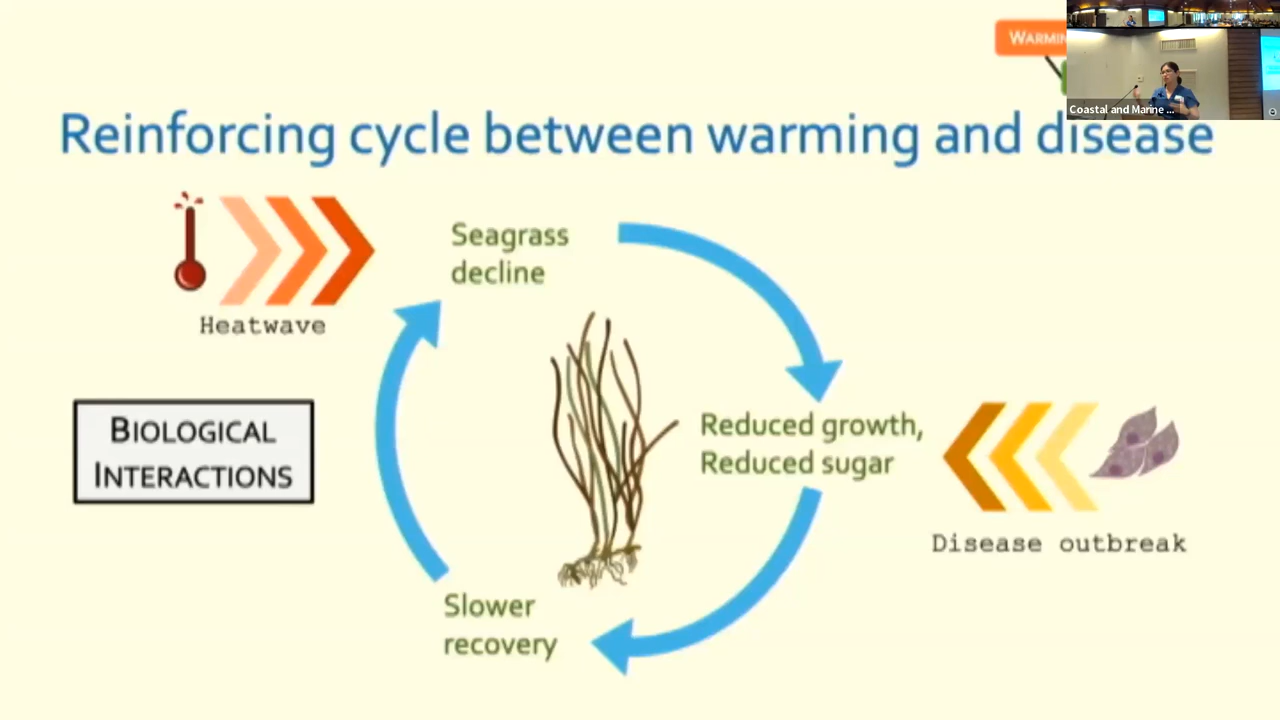 Coastal and Marine ...
Reinforcing cycle between warming and disease
Seagrass
decline
Heatwave
BIOLOGICAL
INTERACTIONS
Reduced growth,
Reduced sugar
Disease outbreak
Slower
recovery